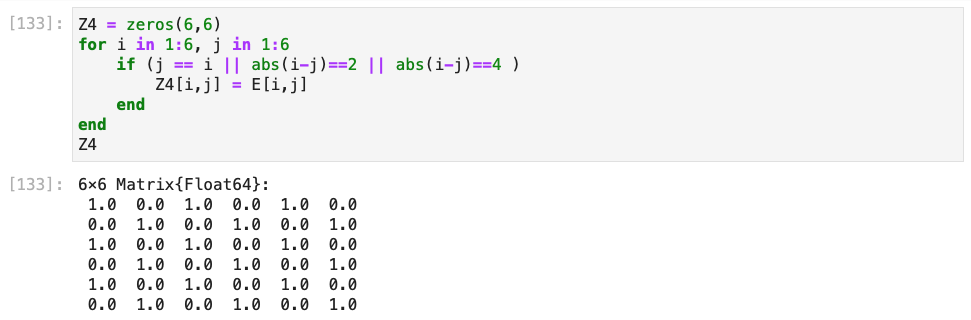 [133]: Z4 = zeros(6,6)
for i in 1:6, j in 1:6
    if (j == i || abs(i-j)==2 || abs(i-j)==4 )
        Z4[i,j] = E[i,j]
    end
end
Z4
[133]: 6×6 Matrix{Float64}:
 1.0  0.0  1.0  0.0  1.0  0.0
 0.0  1.0  0.0  1.0  0.0  1.0
 1.0  0.0  1.0  0.0  1.0  0.0
 0.0  1.0  0.0  1.0  0.0  1.0
 1.0  0.0  1.0  0.0  1.0  0.0
 0.0  1.0  0.0  1.0  0.0  1.0